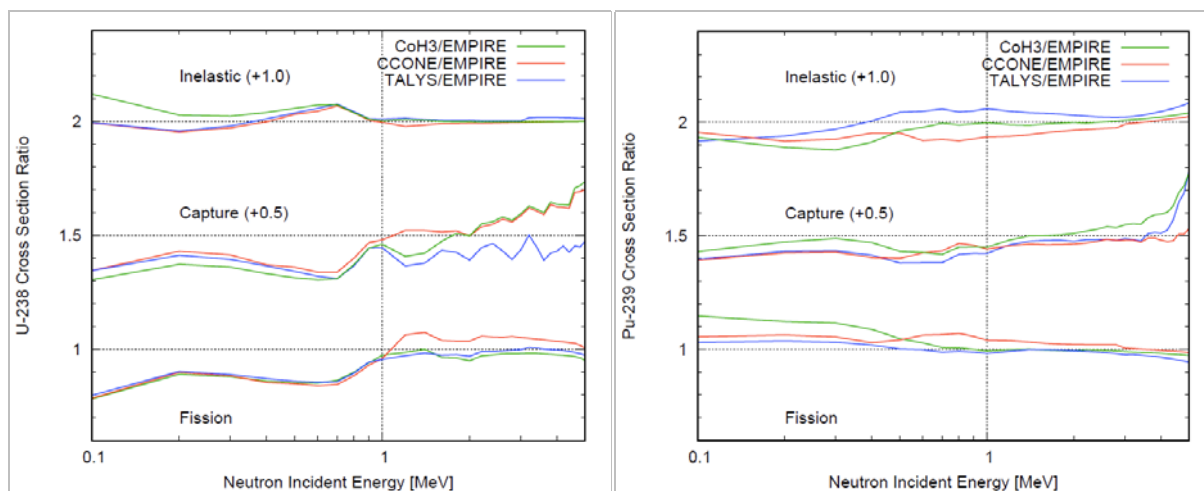 U-238 Cross Section Ratio
2
1.5
1
Inelastic (+1.0)
Capture (+0.5)
Fission
CoH3/EMPIRE
CCONE/EMPIRE
TALYS/EMPIRE
0.1
1
Neutron Incident Energy [MeV]
Pu-239 Cross Section Ratio
2
1.5
1
Inelastic (+1.0)
Capture (+0.5)
Fission
CoH3/EMPIRE
CCONE/EMPIRE
TALYS/EMPIRE
0.1
1
Neutron Incident Energy [MeV]